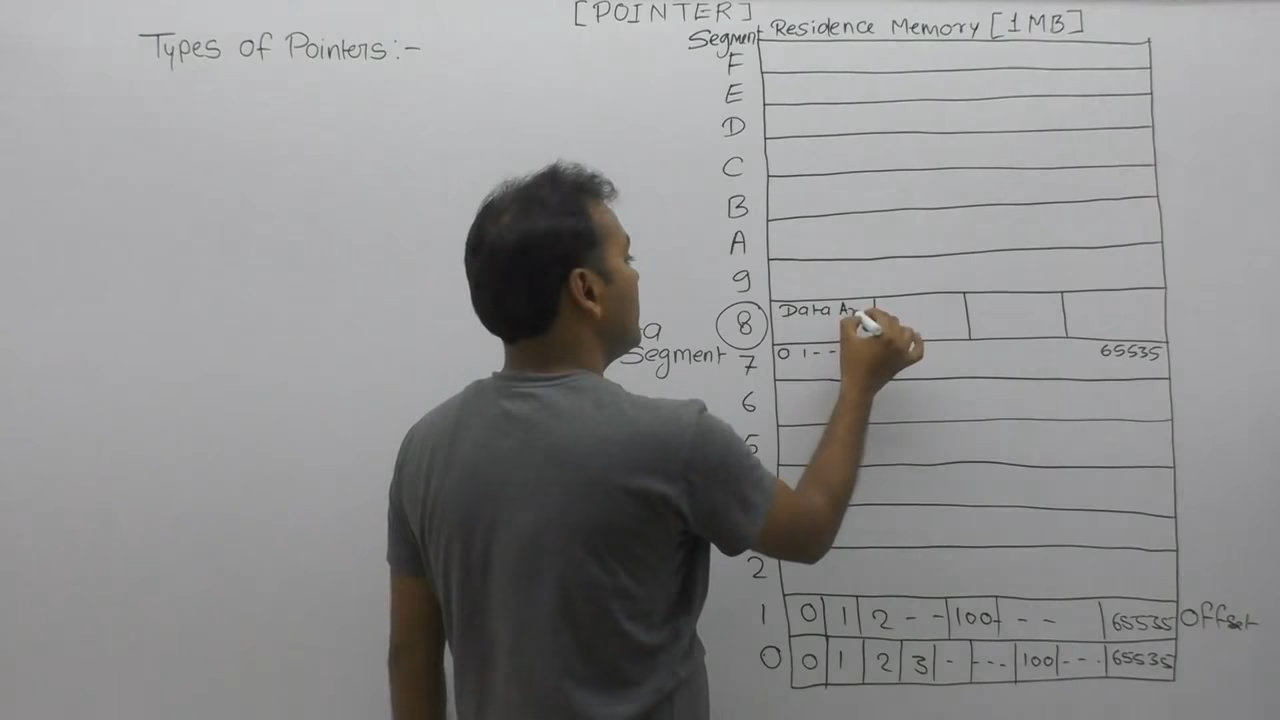 [POINTER]
Types of Pointers:-
Segment Residence Memory [1MB]
F
E
D
C
B
A
9
8 Data Ar
Segment 7 0 1-- 65535
6
5
2
1 0 1 2 -- 100 -- 65535 Offset
0 0 1 2 3 - --- 100 --- 65535